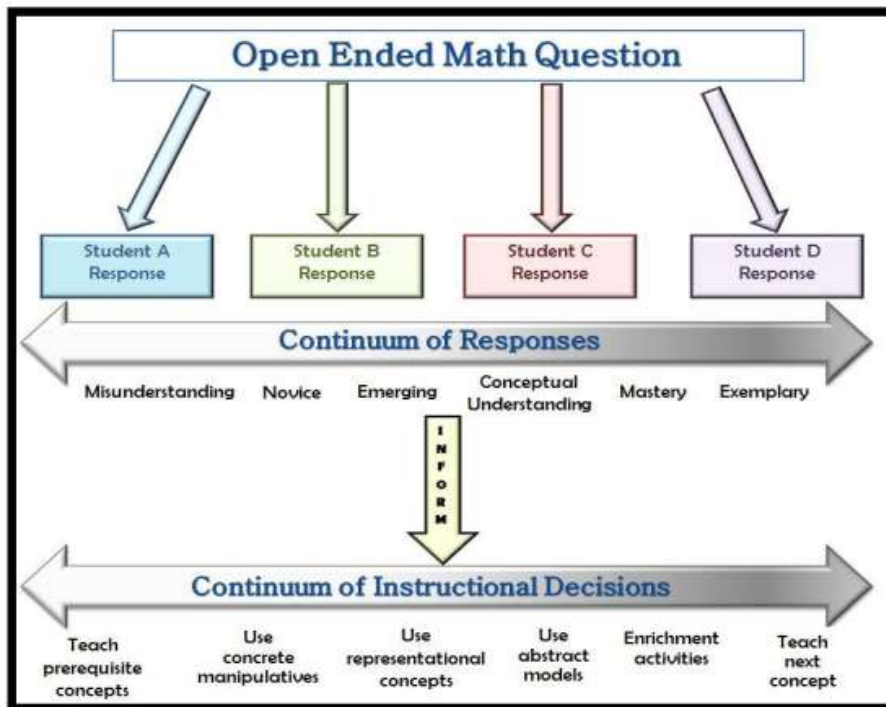 Open Ended Math Question
Student A
Response
Student B
Response
Student C
Response
Student D
Response
Continuum of Responses
Misunderstanding
Novice
Emerging
Conceptual
Understanding
Mastery
Exemplary
INFORM
Continuum of Instructional Decisions
Teach
prerequisite
concepts
Use
concrete
manipulatives
Use
representational
concepts
Use
abstract
models
Enrichment
activities
Teach
next
concept